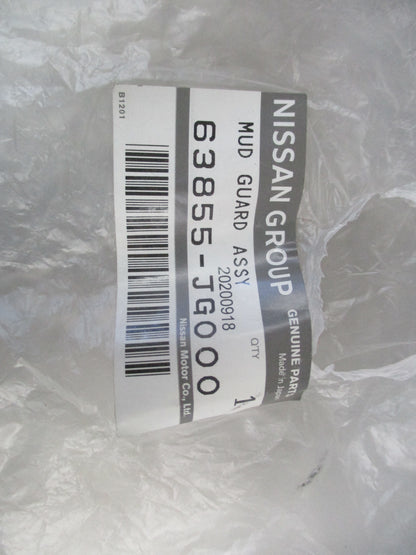 NISSAN GROUP
GENUINE PARTS
Made in Japan
MUD GUARD ASSY
20200918
Q'TY
1
63855-JG000
Nissan Motor Co., Ltd.
B1201